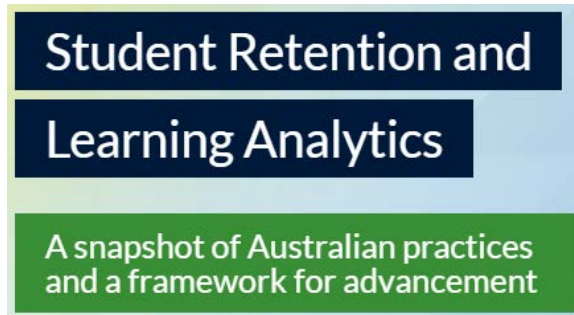 Student Retention and
Learning Analytics
A snapshot of Australian practices
and a framework for advancement